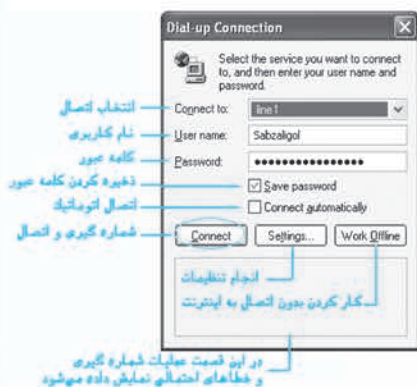 Dial-up Connection
Select the service you want to connect
to, and then enter your user name and
password.
انتخاب اتصال
Connect to:
line1
نام کاربری
User name:
Sabzaligol
کلمه عبور
Password:
••••••••••••••••
ذخیره کردن کلمه عبور
Save password
اتصال اتوماتیک
Connect automatically
شماره گیری و اتصال
Connect
Settings...
Work Offline
انجام تنظیمات
کار کردن بدون اتصال به اینترنت
در این قسمت عملیات شماره گیری
و خطاهای احتمالی نمایش داده می‌شود